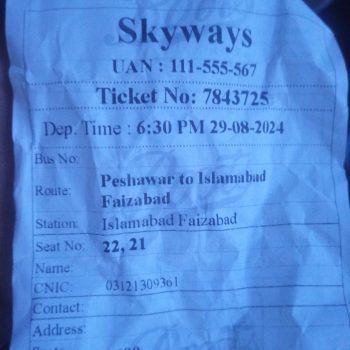 Skyways
UAN : 111-555-567
Ticket No: 7843725
Dep. Time : 6:30 PM 29-08-2024
Bus No:
Route: Peshawar to Islamabad
Faizabad
Station: Islamabad Faizabad
Seat No: 22, 21
Name:
CNIC: 03121309361
Contact:
Address: